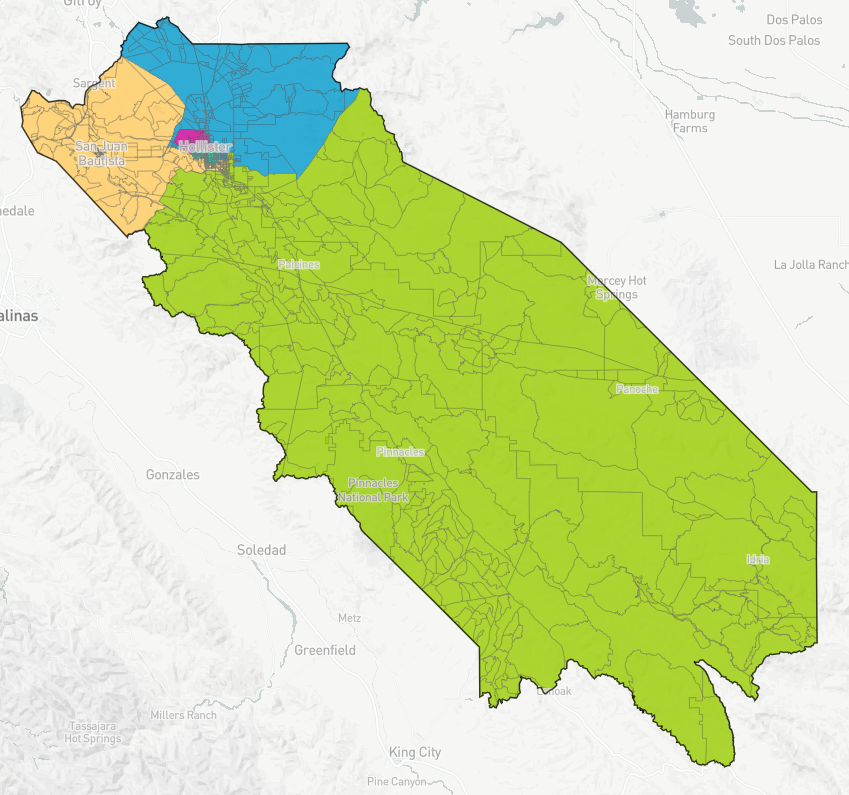 Gilroy
Dos Palos
South Dos Palos
Sargent
Hamburg
Farms
San Juan
Bautista
Hollister
nedale
Paicines
La Jolla Ranch
Mercey Hot
Springs
alinas
Panoche
Pinnacles
Gonzales
Pinnacles
National Park
Soledad
Idria
Metz
Greenfield
Millers Ranch
Tassajara
Hot Springs
King City
Pine Canyon